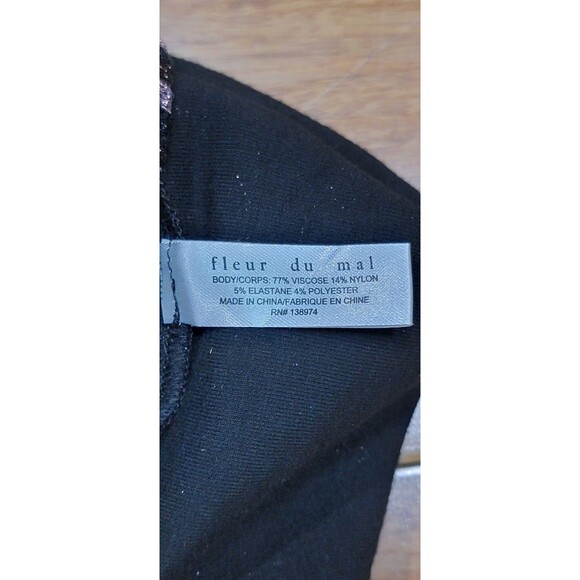 fleur du mal
BODY/CORPS: 77% VISCOSE 14% NYLON
5% ELASTANE 4% POLYESTER
MADE IN CHINA/FABRIQUE EN CHINE
RN# 138974